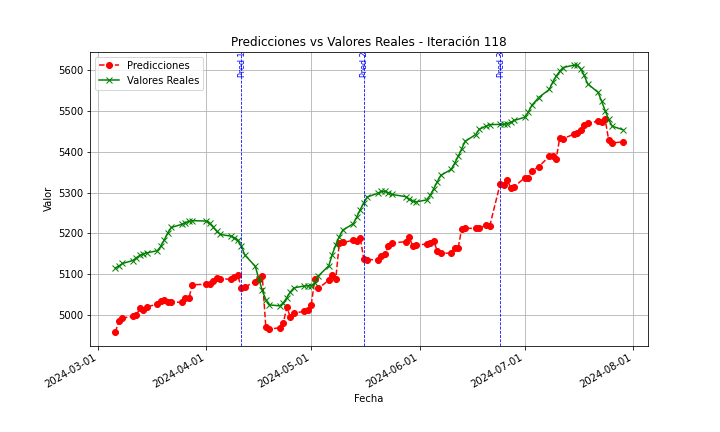 Predicciones vs Valores Reales - Iteración 118
Pred 1
Pred 2
Pred 3
Predicciones
Valores Reales
Valor
5600
5500
5400
5300
5200
5100
5000
2024-03-01
2024-04-01
2024-05-01
2024-06-01
2024-07-01
2024-08-01
Fecha